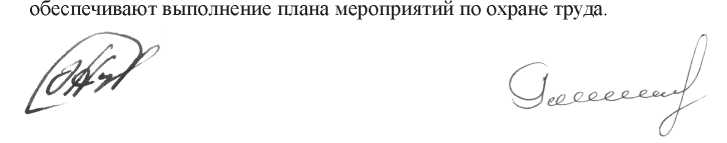 обеспечивают выполнение плана мероприятий по охране труда.